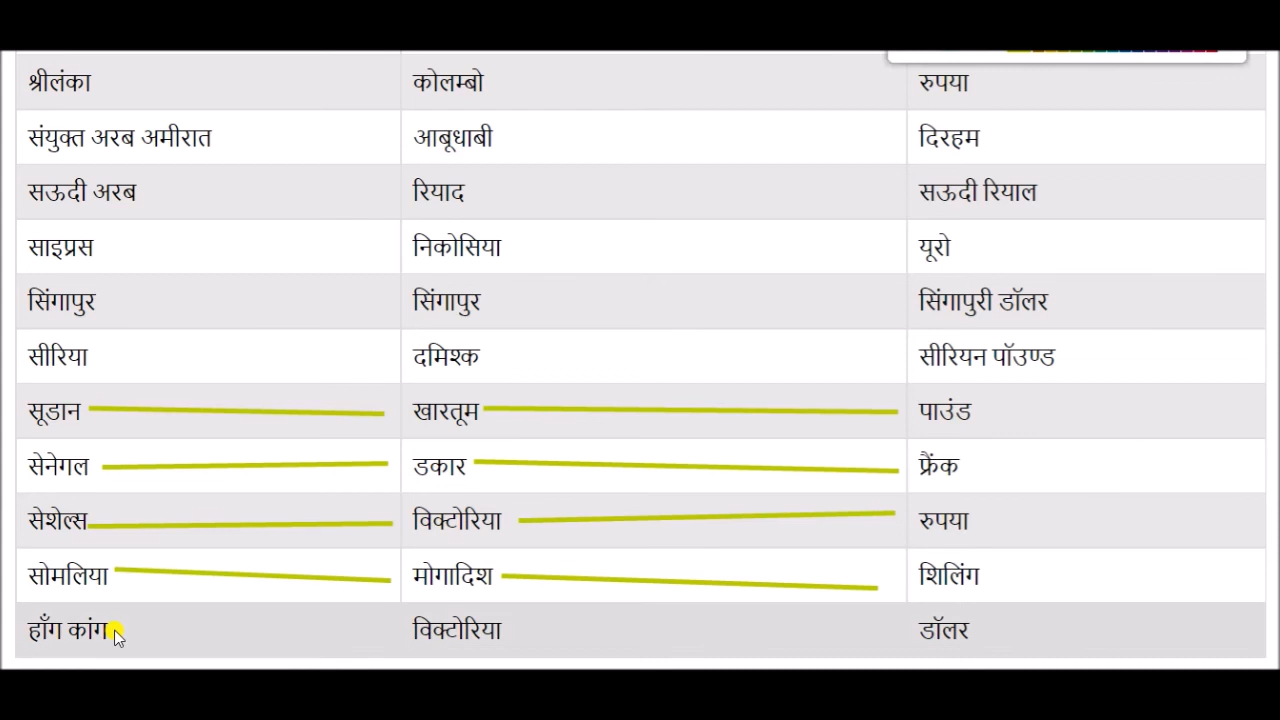 श्रीलंका कोलम्बो रुपया
संयुक्त अरब अमीरात आबूधाबी दिरहम
सऊदी अरब रियाद सऊदी रियाल
साइप्रस निकोसिया यूरो
सिंगापुर सिंगापुर सिंगापुरी डॉलर
सीरिया दमिश्क सीरियन पॉउण्ड
सूडान खारतूम पाउंड
सेनेगल डकार फ्रैंक
सेशेल्स विक्टोरिया रुपया
सोमलिया मोगादिश शिलिंग
हाँग कांग विक्टोरिया डॉलर